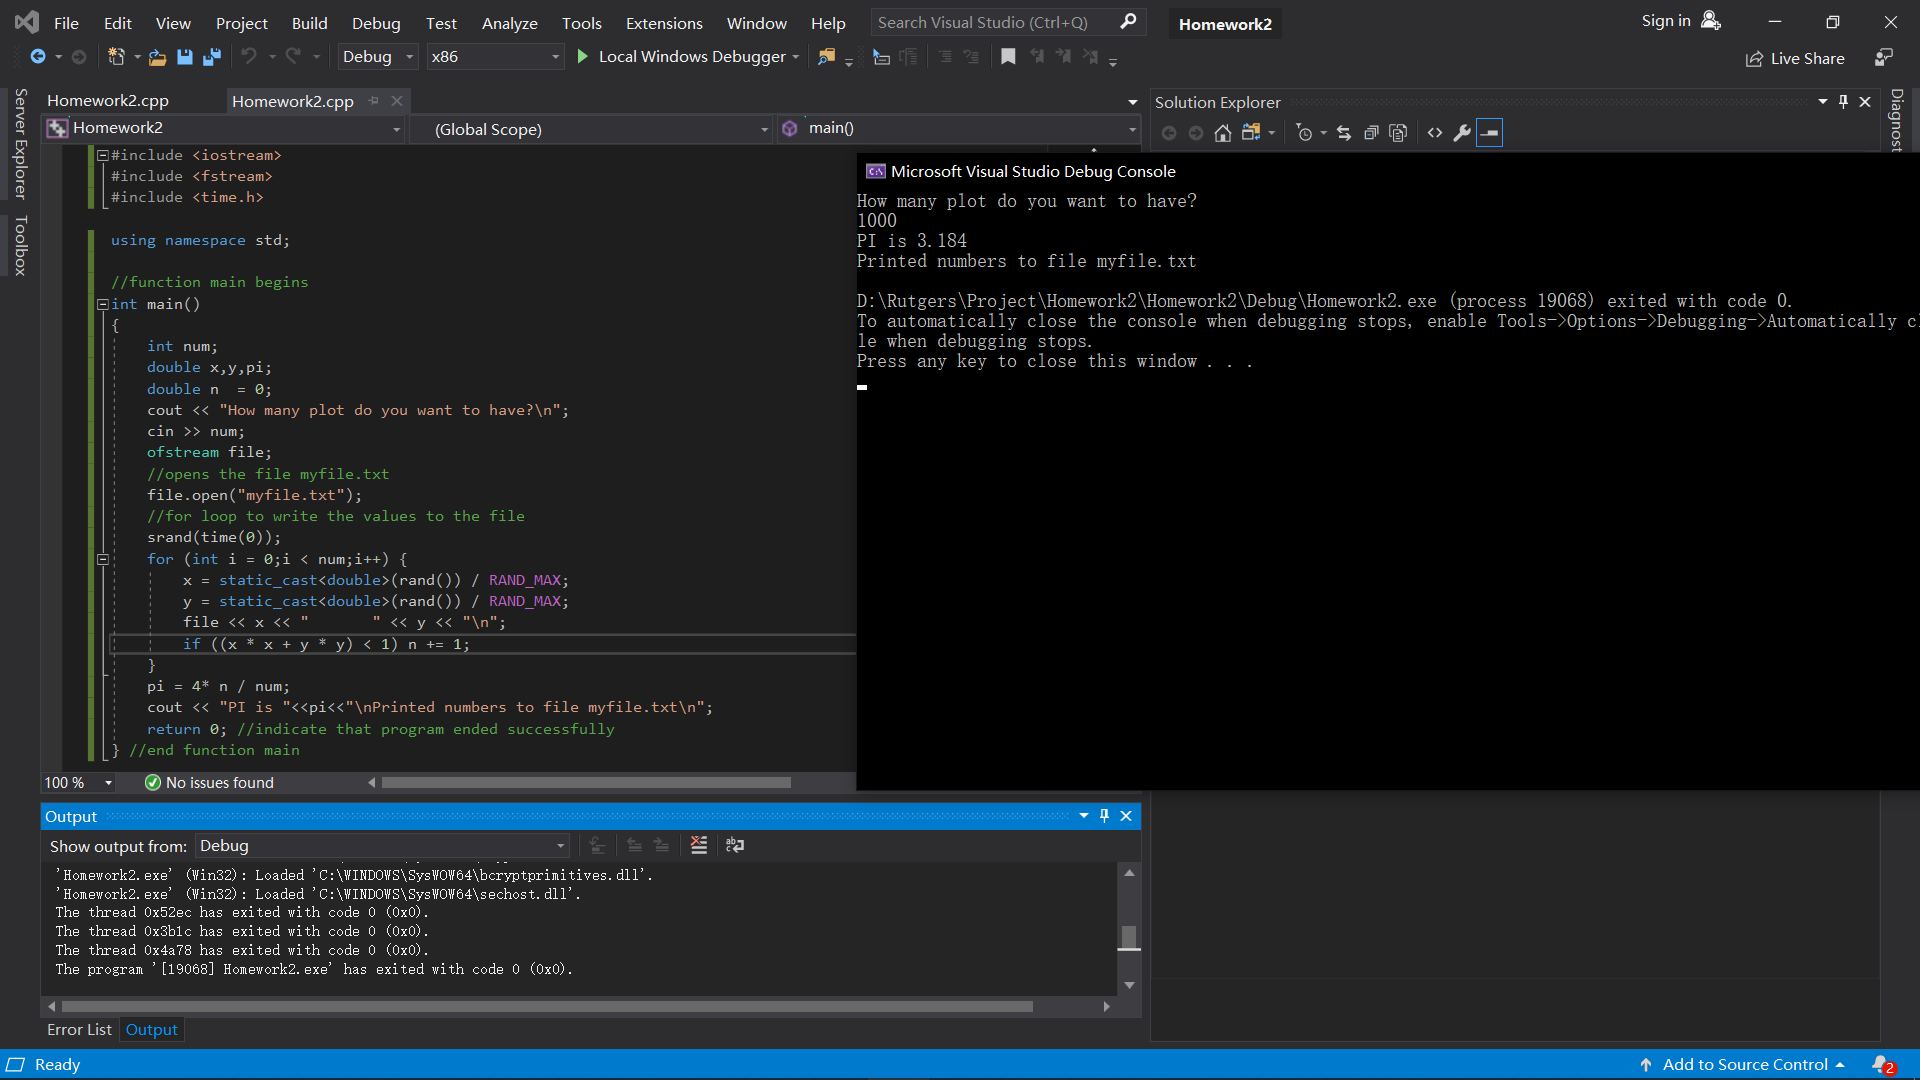 File Edit View Project Build Debug Test Analyze Tools Extensions Window Help Search Visual Studio (Ctrl+Q) Homework2 Sign in
Debug x86 Local Windows Debugger Live Share
Server Explorer
Toolbox
Homework2.cpp Homework2.cpp
Homework2 (Global Scope) main()
#include <iostream>
#include <fstream>
#include <time.h>
using namespace std;
//function main begins
int main()
{
int num;
double x,y,pi;
double n  = 0;
cout << "How many plot do you want to have?\n";
cin >> num;
ofstream file;
//opens the file myfile.txt
file.open("myfile.txt");
//for loop to write the values to the file
srand(time(0));
for (int i = 0;i < num;i++) {
x = static_cast<double>(rand()) / RAND_MAX;
y = static_cast<double>(rand()) / RAND_MAX;
file << x << "       " << y << "\n";
if ((x * x + y * y) < 1) n += 1;
}
pi = 4* n / num;
cout << "PI is "<<pi<<"\nPrinted numbers to file myfile.txt\n";
return 0; //indicate that program ended successfully
} //end function main
100 % No issues found
Solution Explorer
Diagnost
Microsoft Visual Studio Debug Console
How many plot do you want to have?
1000
PI is 3.184
Printed numbers to file myfile.txt
D:\Rutgers\Project\Homework2\Homework2\Debug\Homework2.exe (process 19068) exited with code 0.
To automatically close the console when debugging stops, enable Tools->Options->Debugging->Automatically cl
le when debugging stops.
Press any key to close this window . . .
Output
Show output from: Debug
'Homework2.exe' (Win32): Loaded 'C:\WINDOWS\SysWOW64\bcryptprimitives.dll'.
'Homework2.exe' (Win32): Loaded 'C:\WINDOWS\SysWOW64\sechost.dll'.
The thread 0x52ec has exited with code 0 (0x0).
The thread 0x3b1c has exited with code 0 (0x0).
The thread 0x4a78 has exited with code 0 (0x0).
The program '[19068] Homework2.exe' has exited with code 0 (0x0).
Error List Output
Ready Add to Source Control 2